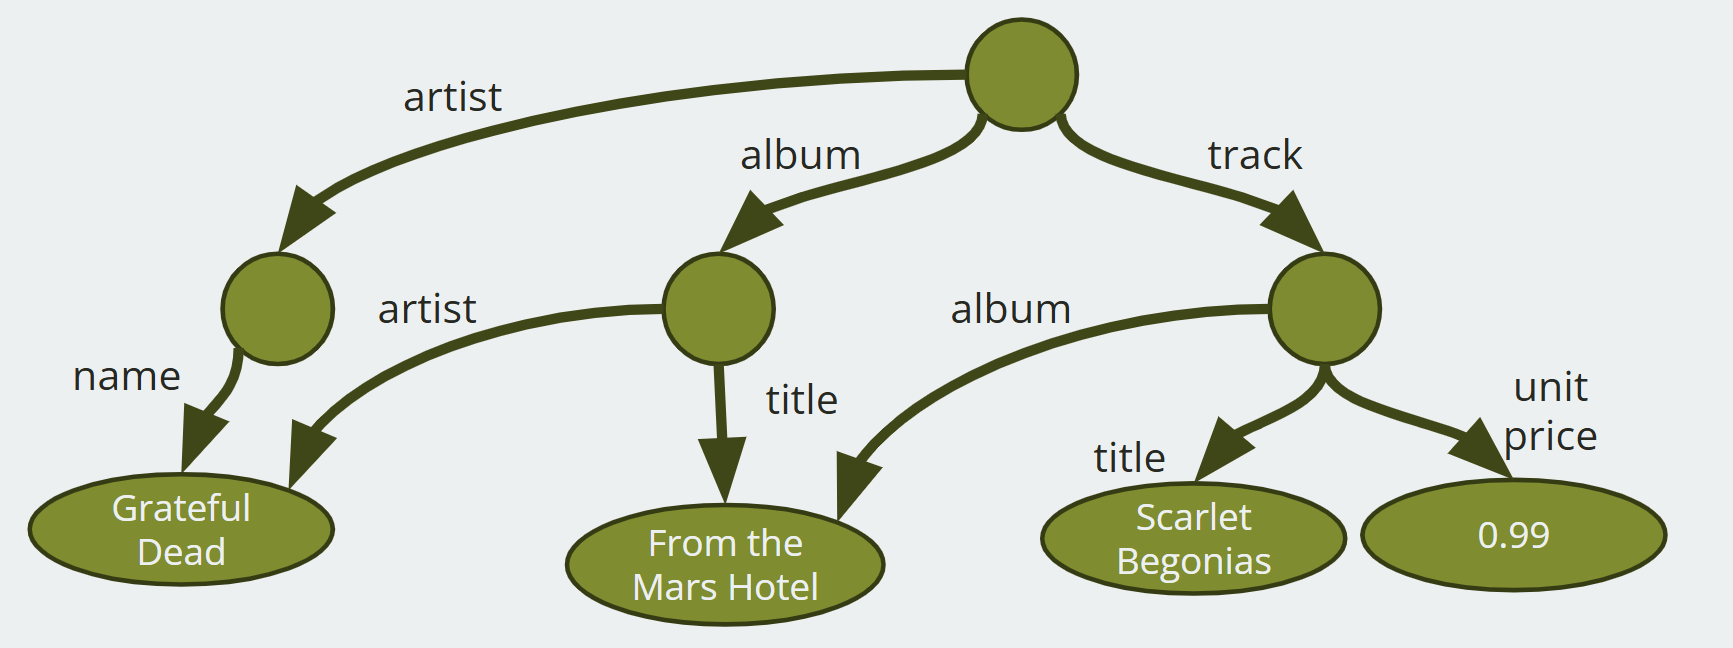 artist
album
track
artist
album
name
title
unit
price
title
Grateful
Dead
From the
Mars Hotel
Scarlet
Begonias
0.99